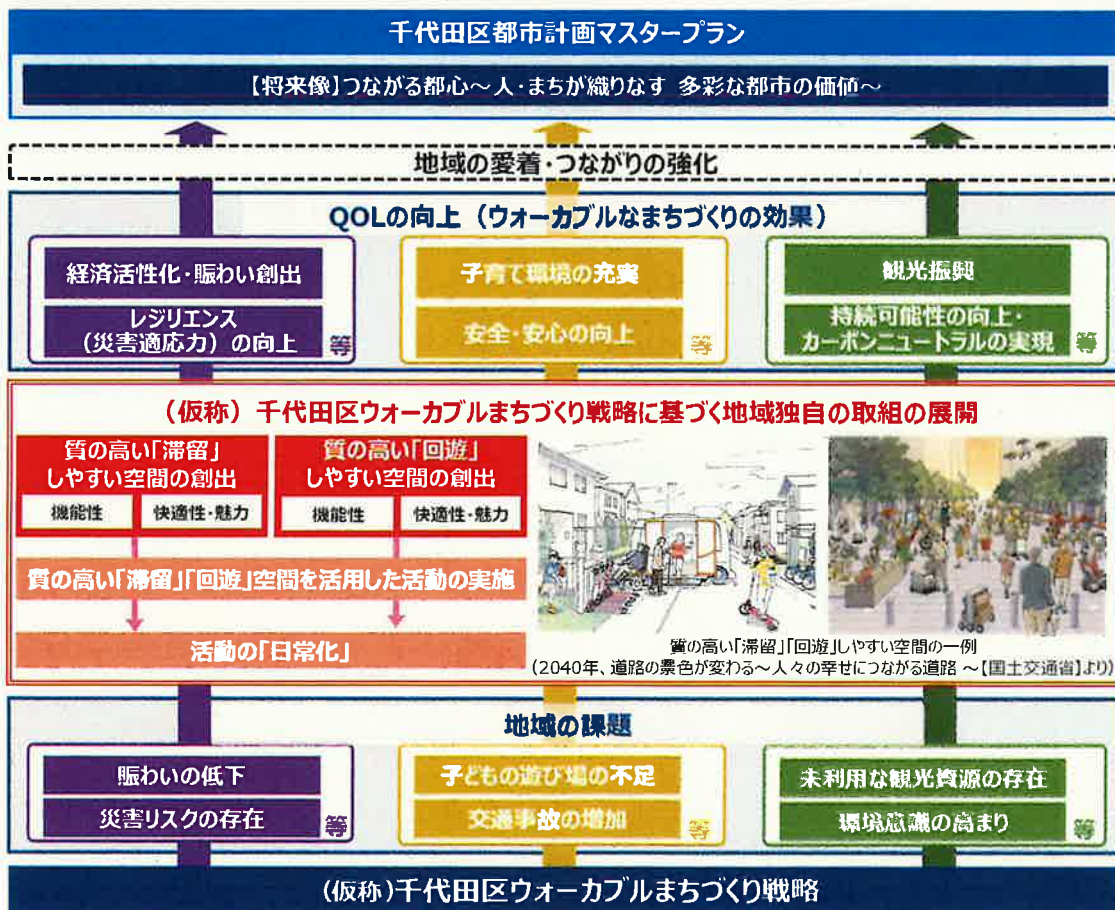 千代田区都市計画マスタープラン
【将来像】つながる都心～人・まちが織りなす 多彩な都市の価値～
地域の愛着・つながりの強化
QOLの向上（ウォーカブルなまちづくりの効果）
経済活性化・賑わい創出
レジリエンス
（災害適応力）の向上
等
子育て環境の充実
安全・安心の向上
等
観光振興
持続可能性の向上・
カーボンニュートラルの実現
等
（仮称）千代田区ウォーカブルまちづくり戦略に基づく地域独自の取組の展開
質の高い「滞留」
しやすい空間の創出
機能性
快適性・魅力
質の高い「回遊」
しやすい空間の創出
機能性
快適性・魅力
質の高い「滞留」「回遊」空間を活用した活動の実施
活動の「日常化」
質の高い「滞留」「回遊」しやすい空間の一例
（2040年、道路の景色が変わる～人々の幸せにつながる道路 ～【国土交通省】より）
地域の課題
賑わいの低下
災害リスクの存在
等
子どもの遊び場の不足
交通事故の増加
等
未利用な観光資源の存在
環境意識の高まり
等
（仮称）千代田区ウォーカブルまちづくり戦略